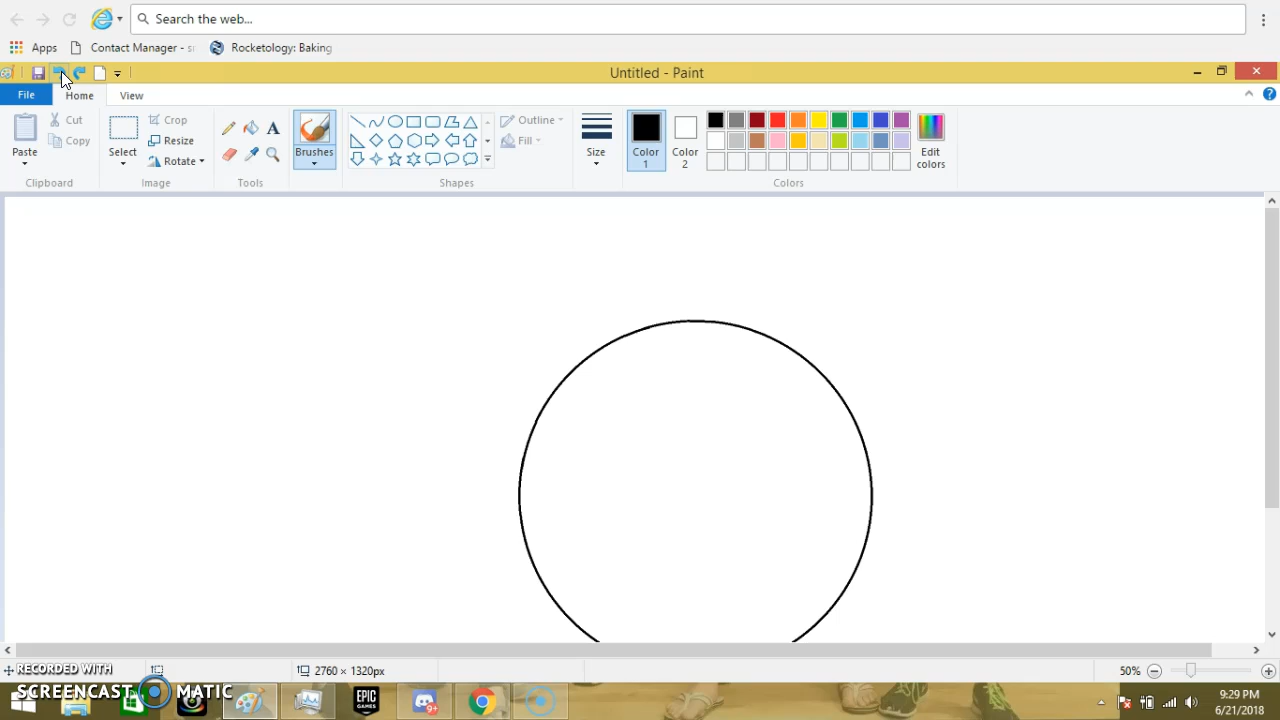 Search the web...
Apps Contact Manager - s Rocketology: Baking
Untitled - Paint
File Home View
Paste Cut Copy
Clipboard
Select Crop Resize Rotate
Image
Tools
Brushes
Shapes
Outline Fill
Size
Color 1
Color 2
Edit colors
Colors
2760 × 1320px 50%
RECORDED WITH
SCREENCAST MATIC
EPIC GAMES
9:29 PM
6/21/2018